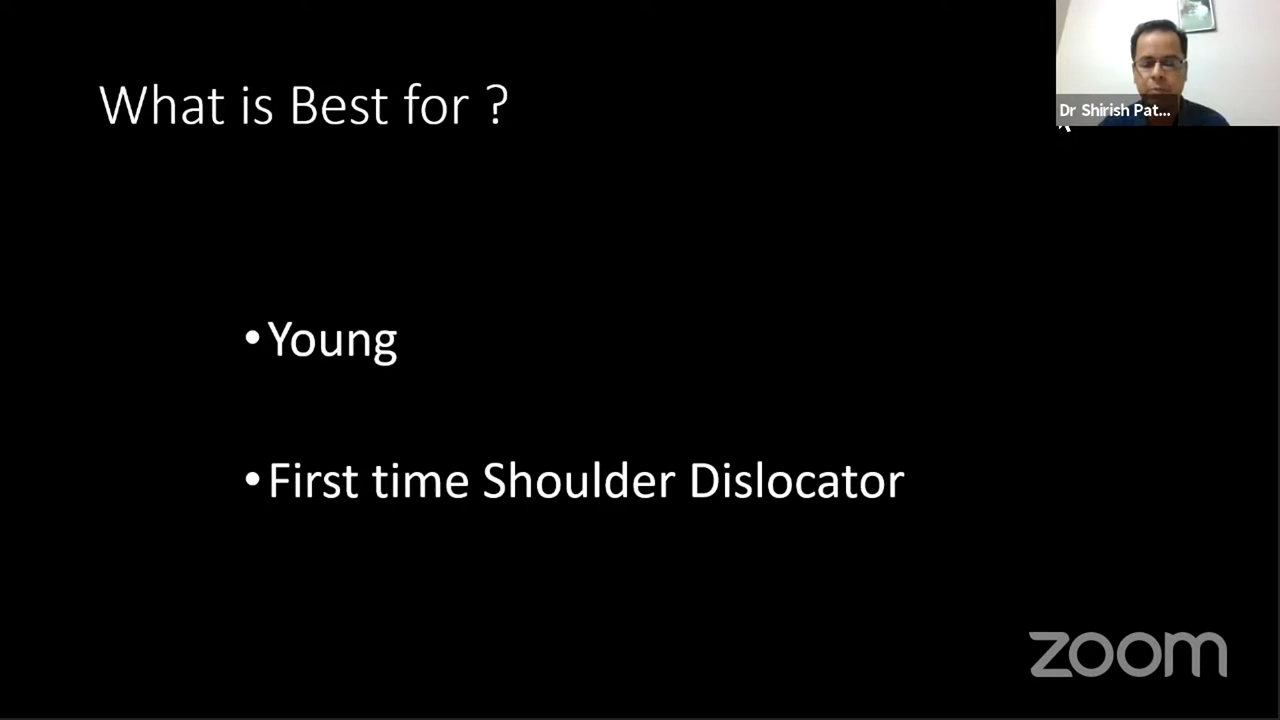 What is Best for ?
Dr Shirish Pat...
• Young
• First time Shoulder Dislocator
zoom